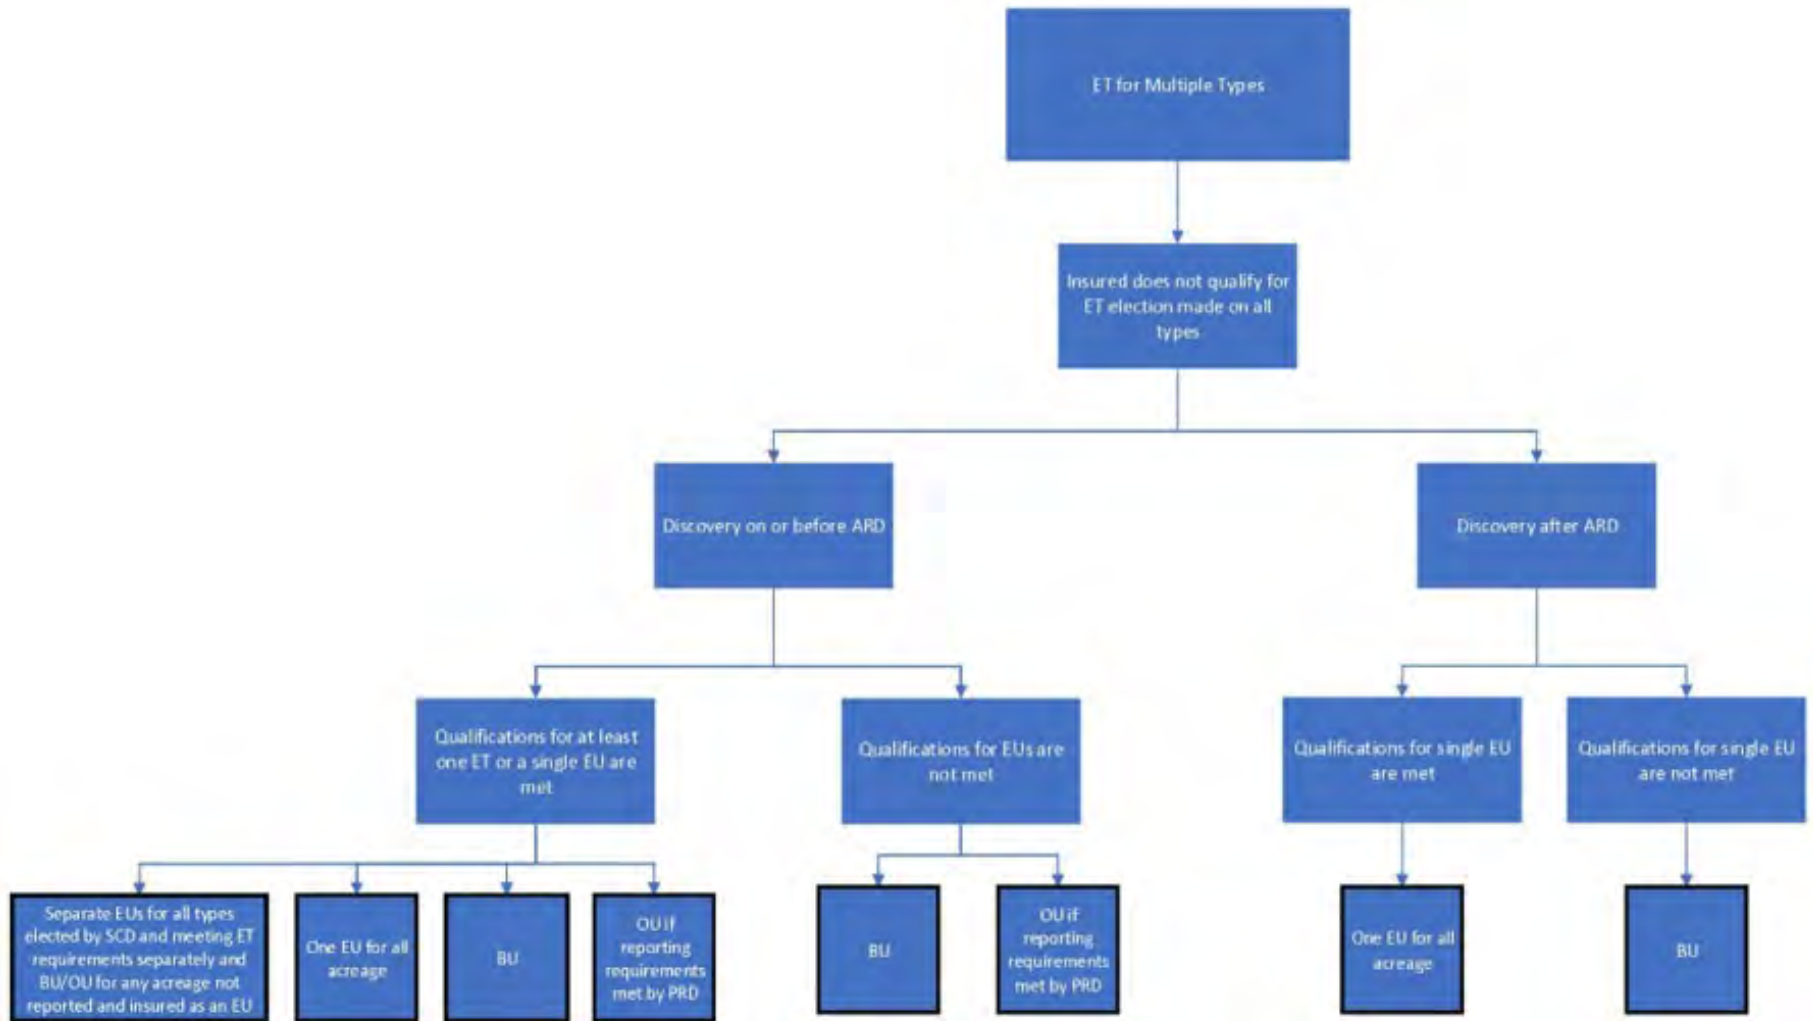 ET for Multiple Types
Insured does not qualify for
ET election made on all
types
Discovery on or before ARD
Discovery after ARD
Qualifications for at least
one ET or a single EU are
met
Qualifications for EUs are
not met
Qualifications for single EU
are met
Qualifications for single EU
are not met
Separate EUs for all types
elected by SCD and meeting ET
requirements separately and
BU/OU for any acreage not
reported and insured as an EU
One EU for all
acreage
BU
OU if
reporting
requirements
met by PRD
BU
OU if
reporting
requirements
met by PRD
One EU for all
acreage
BU